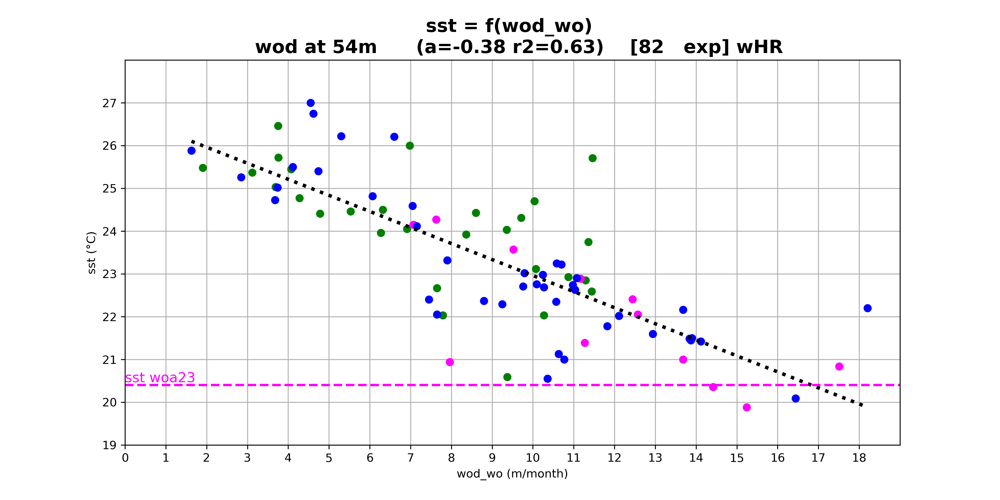 sst = f(wod_wo)
wod at 54m (a=-0.38 r2=0.63) [82 exp] wHR
27
26
25
24
23
22
21
20
19
sst (°C)
sst woa23
0 1 2 3 4 5 6 7 8 9 10 11 12 13 14 15 16 17 18
wod_wo (m/month)